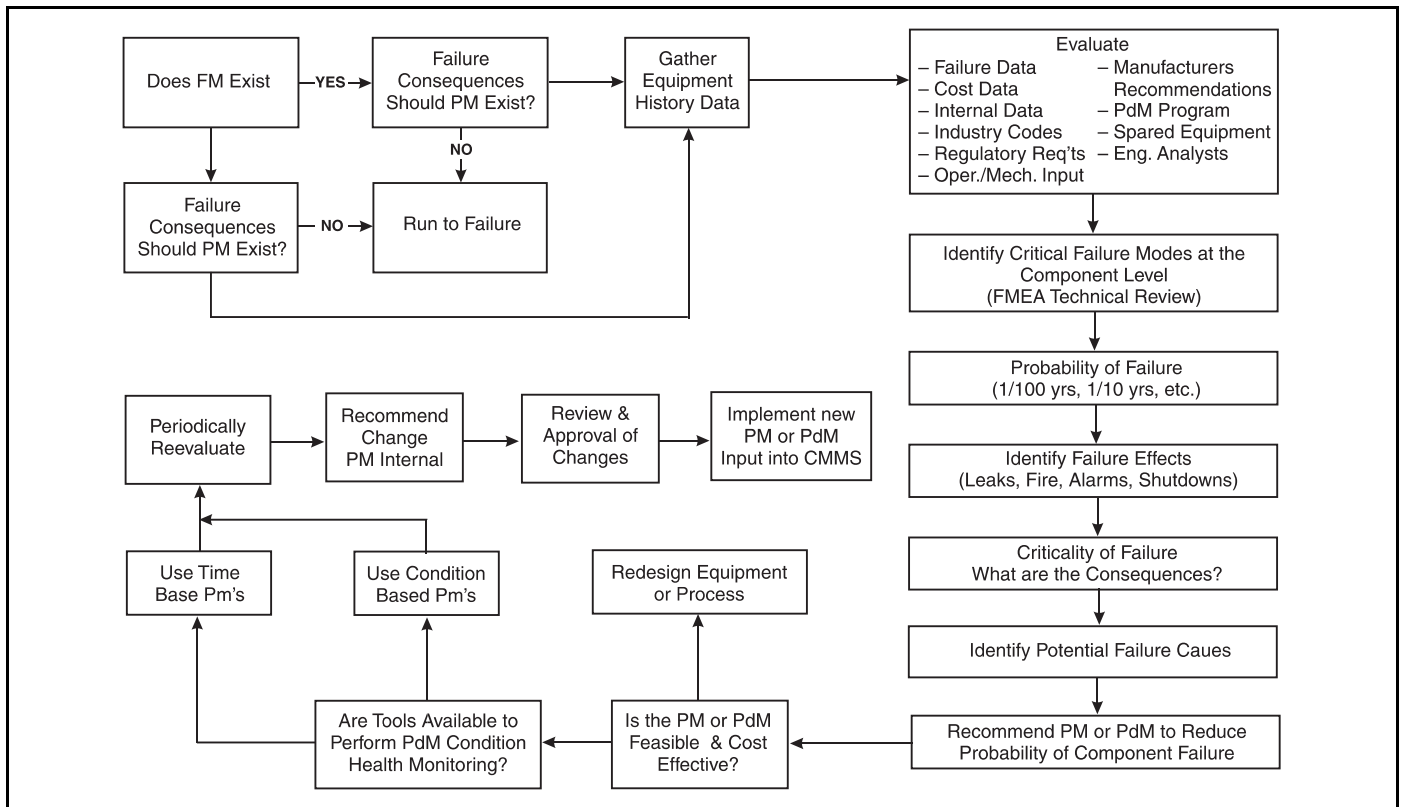 Does FM Exist
YES
Failure
Consequences
Should PM Exist?
Gather
Equipment
History Data
Evaluate
– Failure Data
– Cost Data
– Internal Data
– Industry Codes
– Regulatory Req'ts
– Oper./Mech. Input
– Manufacturers
Recommendations
– PdM Program
– Spared Equipment
– Eng. Analysts
NO
Failure
Consequences
Should PM Exist?
NO
Run to Failure
Identify Critical Failure Modes at the
Component Level
(FMEA Technical Review)
Probability of Failure
(1/100 yrs, 1/10 yrs, etc.)
Identify Failure Effects
(Leaks, Fire, Alarms, Shutdowns)
Criticality of Failure
What are the Consequences?
Identify Potential Failure Caues
Recommend PM or PdM to Reduce
Probability of Component Failure
Is the PM or PdM
Feasible & Cost
Effective?
Redesign Equipment
or Process
Are Tools Available to
Perform PdM Condition
Health Monitoring?
Use Condition
Based Pm's
Use Time
Base Pm's
Periodically
Reevaluate
Recommend
Change
PM Internal
Review &
Approval of
Changes
Implement new
PM or PdM
Input into CMMS